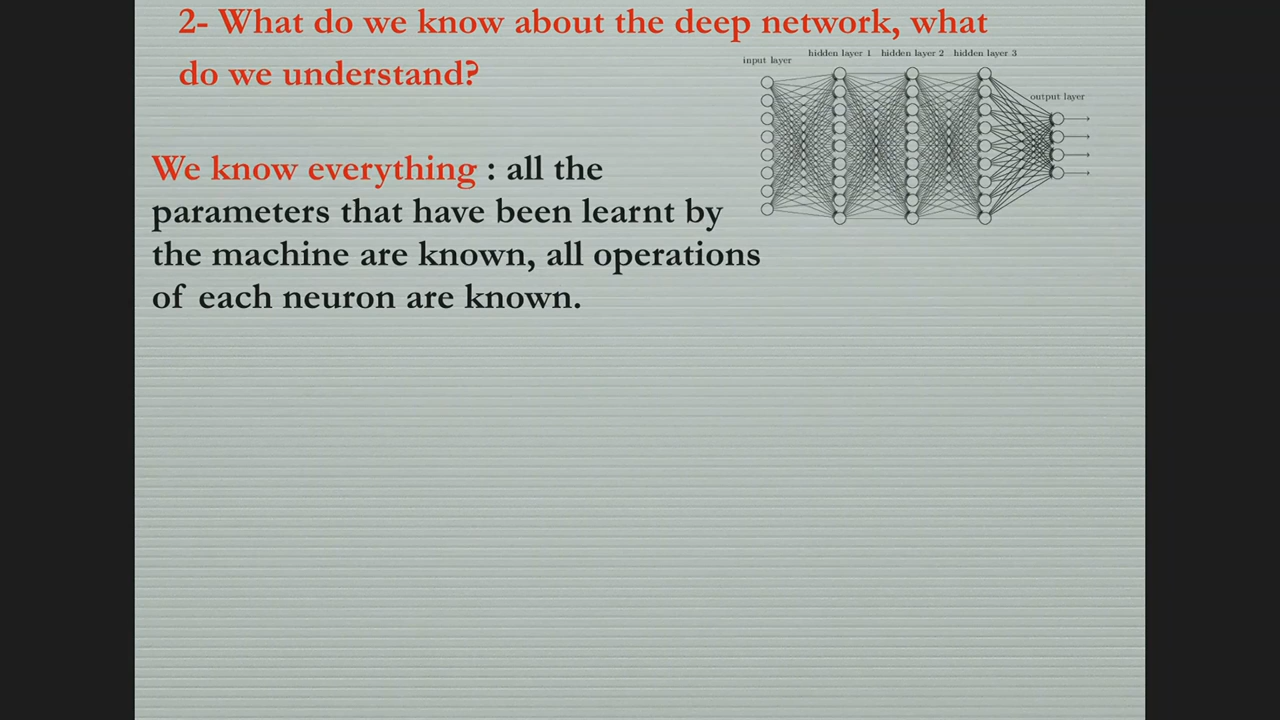 2- What do we know about the deep network, what
do we understand?
input layer
hidden layer 1 hidden layer 2 hidden layer 3
output layer
We know everything : all the
parameters that have been learnt by
the machine are known, all operations
of each neuron are known.